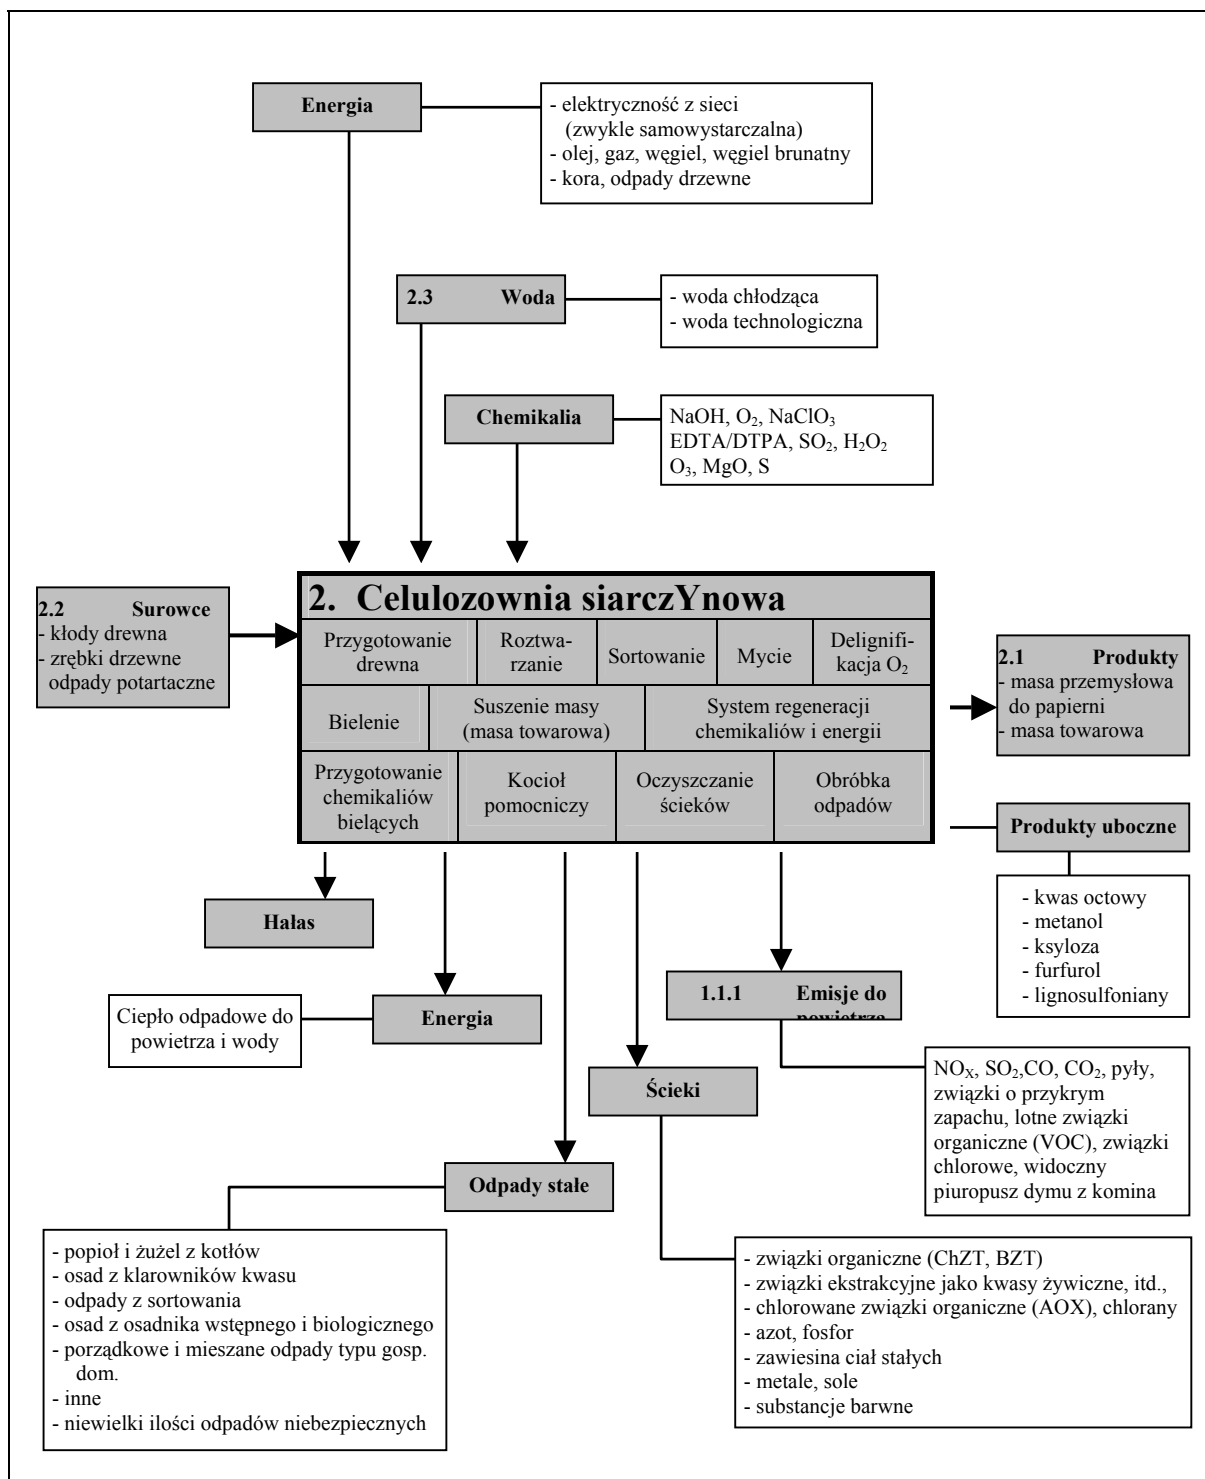 Energia
- elektryczność z sieci
(zwykle samowystarczalna)
- olej, gaz, węgiel, węgiel brunatny
- kora, odpady drzewne
2.3 Woda
- woda chłodząca
- woda technologiczna
Chemikalia
NaOH, O₂, NaClO₃
EDTA/DTPA, SO₂, H₂O₂
O₃, MgO, S
2.2 Surowce
- kłody drewna
- zrębki drzewne
odpady potartaczne
2. Celulozownia siarczYnowa
Przygotowanie
drewna
Roztwa-
rzanie
Sortowanie
Mycie
Delignifi-
kacja O₂
Bielenie
Suszenie masy
(masa towarowa)
System regeneracji
chemikaliów i energii
Przygotowanie
chemikaliów
bielących
Kocioł
pomocniczy
Oczyszczanie
ścieków
Obróbka
odpadów
2.1 Produkty
- masa przemysłowa
do papierni
- masa towarowa
Produkty uboczne
- kwas octowy
- metanol
- ksyloza
- furfurol
- lignosulfoniany
Hałas
Ciepło odpadowe do
powietrza i wody
Energia
1.1.1 Emisje do
powietrza
NOₓ, SO₂,CO, CO₂, pyły,
związki o przykrym
zapachu, lotne związki
organiczne (VOC), związki
chlorowe, widoczny
piuropusz dymu z komina
Ścieki
Odpady stałe
- popioł i żużel z kotłów
- osad z klarowników kwasu
- odpady z sortowania
- osad z osadnika wstępnego i biologicznego
- porządkowe i mieszane odpady typu gosp.
dom.
- inne
- niewielki ilości odpadów niebezpiecznych
- związki organiczne (ChZT, BZT)
- związki ekstrakcyjne jako kwasy żywiczne, itd.,
- chlorowane związki organiczne (AOX), chlorany
- azot, fosfor
- zawiesina ciał stałych
- metale, sole
- substancje barwne